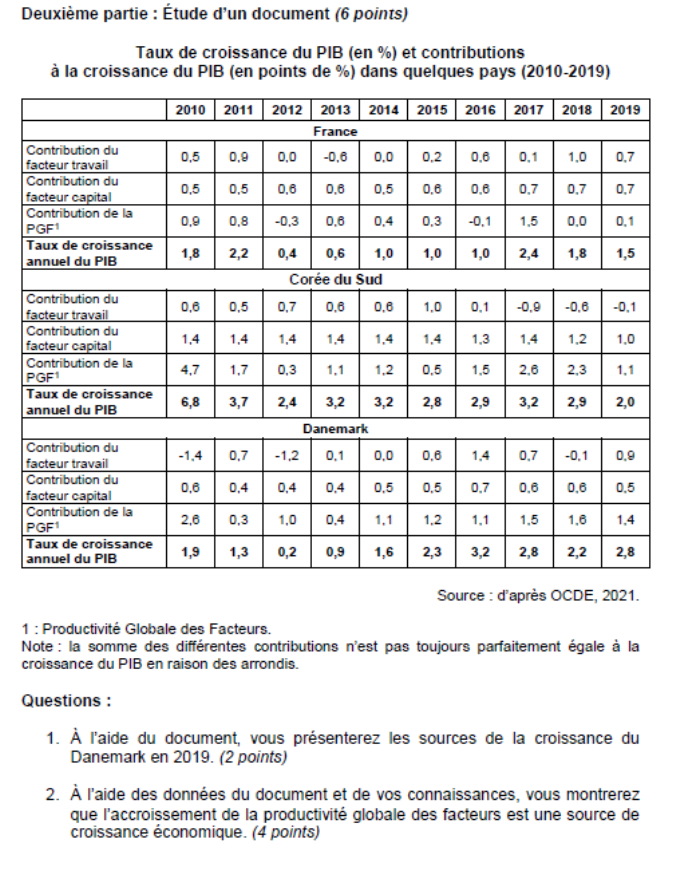 Deuxième partie : Étude d'un document (6 points)
Taux de croissance du PIB (en %) et contributions
à la croissance du PIB (en points de %) dans quelques pays (2010-2019)
2010 2011 2012 2013 2014 2015 2016 2017 2018 2019
France
Contribution du
facteur travail 0,5 0,9 0,0 -0,6 0,0 0,2 0,6 0,1 1,0 0,7
Contribution du
facteur capital 0,5 0,5 0,6 0,6 0,5 0,6 0,6 0,7 0,7 0,7
Contribution de la
PGF¹ 0,9 0,8 -0,3 0,6 0,4 0,3 -0,1 1,5 0,0 0,1
Taux de croissance
annuel du PIB 1,8 2,2 0,4 0,6 1,0 1,0 1,0 2,4 1,8 1,5
Corée du Sud
Contribution du
facteur travail 0,6 0,5 0,7 0,6 0,6 1,0 0,1 -0,9 -0,6 -0,1
Contribution du
facteur capital 1,4 1,4 1,4 1,4 1,4 1,4 1,3 1,4 1,2 1,0
Contribution de la
PGF¹ 4,7 1,7 0,3 1,1 1,2 0,5 1,5 2,6 2,3 1,1
Taux de croissance
annuel du PIB 6,8 3,7 2,4 3,2 3,2 2,8 2,9 3,2 2,9 2,0
Danemark
Contribution du
facteur travail -1,4 0,7 -1,2 0,1 0,0 0,6 1,4 0,7 -0,1 0,9
Contribution du
facteur capital 0,6 0,4 0,4 0,4 0,5 0,5 0,7 0,6 0,6 0,5
Contribution de la
PGF¹ 2,6 0,3 1,0 0,4 1,1 1,2 1,1 1,5 1,6 1,4
Taux de croissance
annuel du PIB 1,9 1,3 0,2 0,9 1,6 2,3 3,2 2,8 2,2 2,8
Source : d'après OCDE, 2021.
1 : Productivité Globale des Facteurs.
Note : la somme des différentes contributions n'est pas toujours parfaitement égale à la
croissance du PIB en raison des arrondis.
Questions :
1. À l'aide du document, vous présenterez les sources de la croissance du
Danemark en 2019. (2 points)
2. À l'aide des données du document et de vos connaissances, vous montrerez
que l'accroissement de la productivité globale des facteurs est une source de
croissance économique. (4 points)